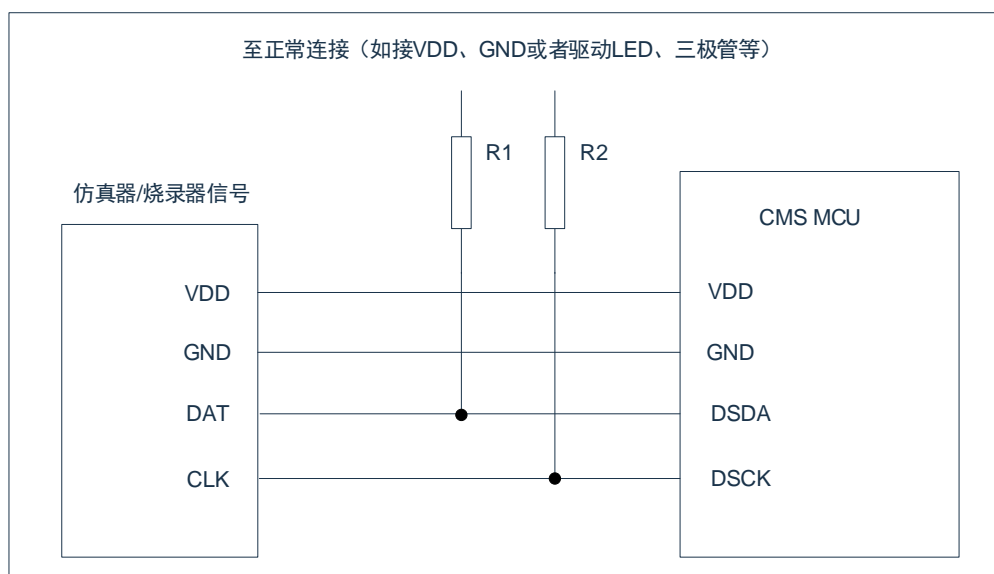 至正常连接（如接VDD、GND或者驱动LED、三极管等）
R1
R2
仿真器/烧录器信号
CMS MCU
VDD
VDD
GND
GND
DAT
DSDA
CLK
DSCK